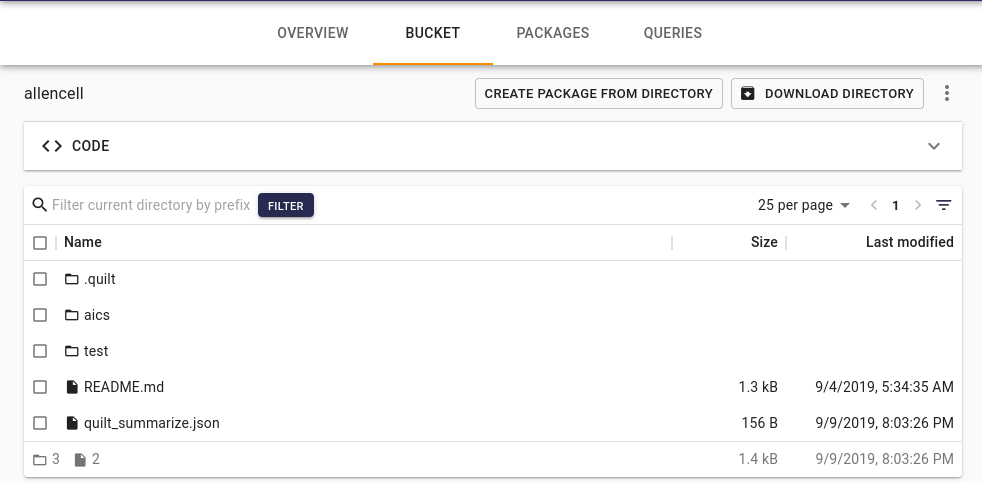 OVERVIEW BUCKET PACKAGES QUERIES
allencell CREATE PACKAGE FROM DIRECTORY DOWNLOAD DIRECTORY
CODE
Filter current directory by prefix FILTER 25 per page 1
Name Size Last modified
.quilt
aics
test
README.md 1.3 kB 9/4/2019, 5:34:35 AM
quilt_summarize.json 156 B 9/9/2019, 8:03:26 PM
3 2 1.4 kB 9/9/2019, 8:03:26 PM